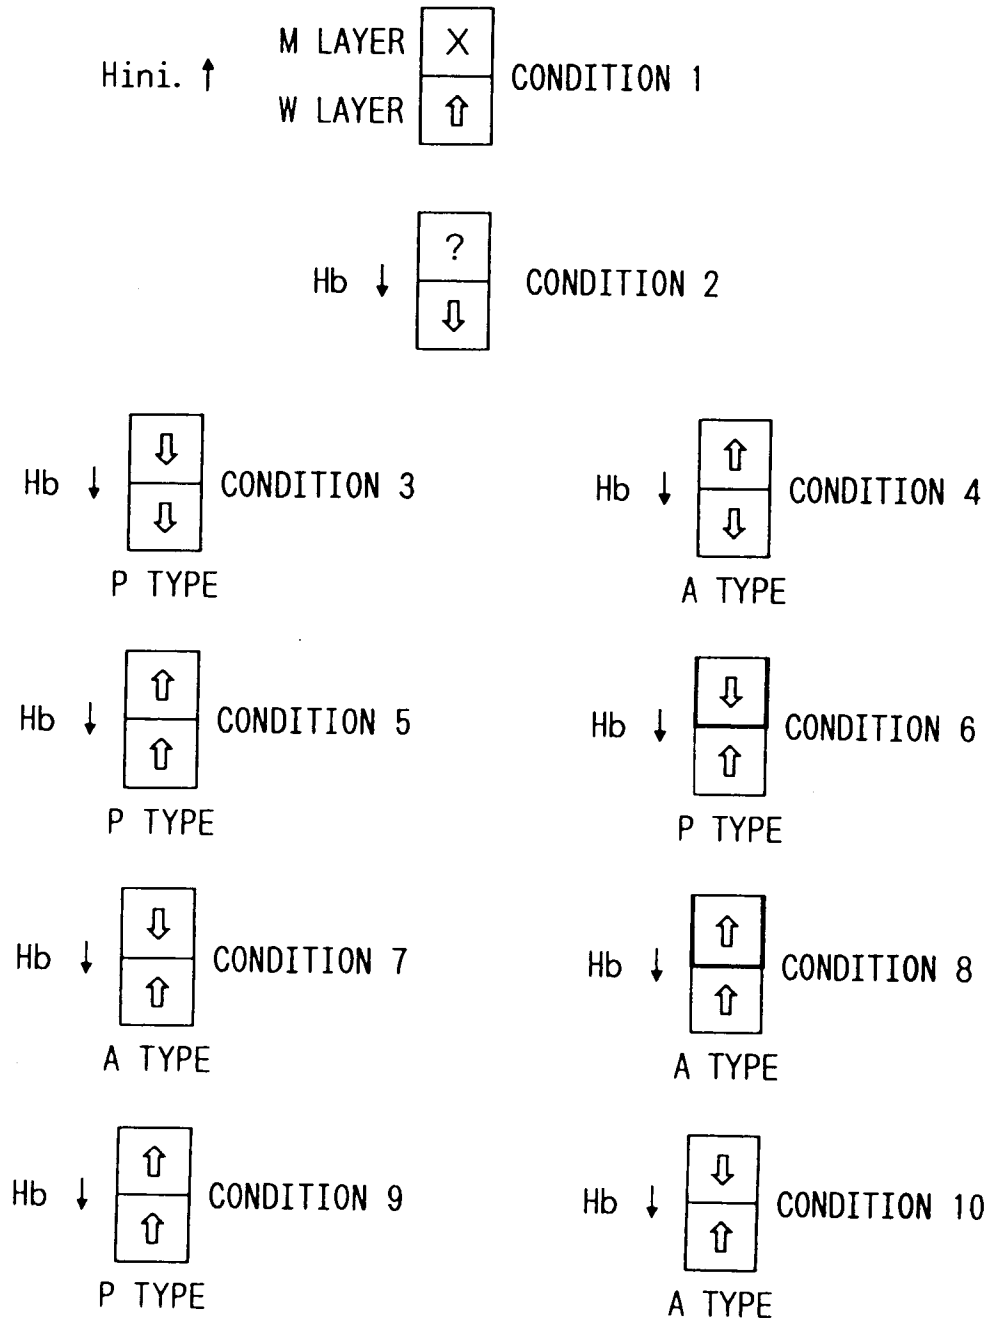 M LAYER X
Hini. ↑ CONDITION 1
W LAYER ⇧
?
Hb ↓ CONDITION 2
⇩
⇩ ⇧
Hb ↓ CONDITION 3 Hb ↓ CONDITION 4
⇩ ⇩
P TYPE A TYPE
⇧ ⇩
Hb ↓ CONDITION 5 Hb ↓ CONDITION 6
⇧ ⇧
P TYPE P TYPE
⇩ ⇧
Hb ↓ CONDITION 7 Hb ↓ CONDITION 8
⇧ ⇧
A TYPE A TYPE
⇧ ⇩
Hb ↓ CONDITION 9 Hb ↓ CONDITION 10
⇧ ⇧
P TYPE A TYPE